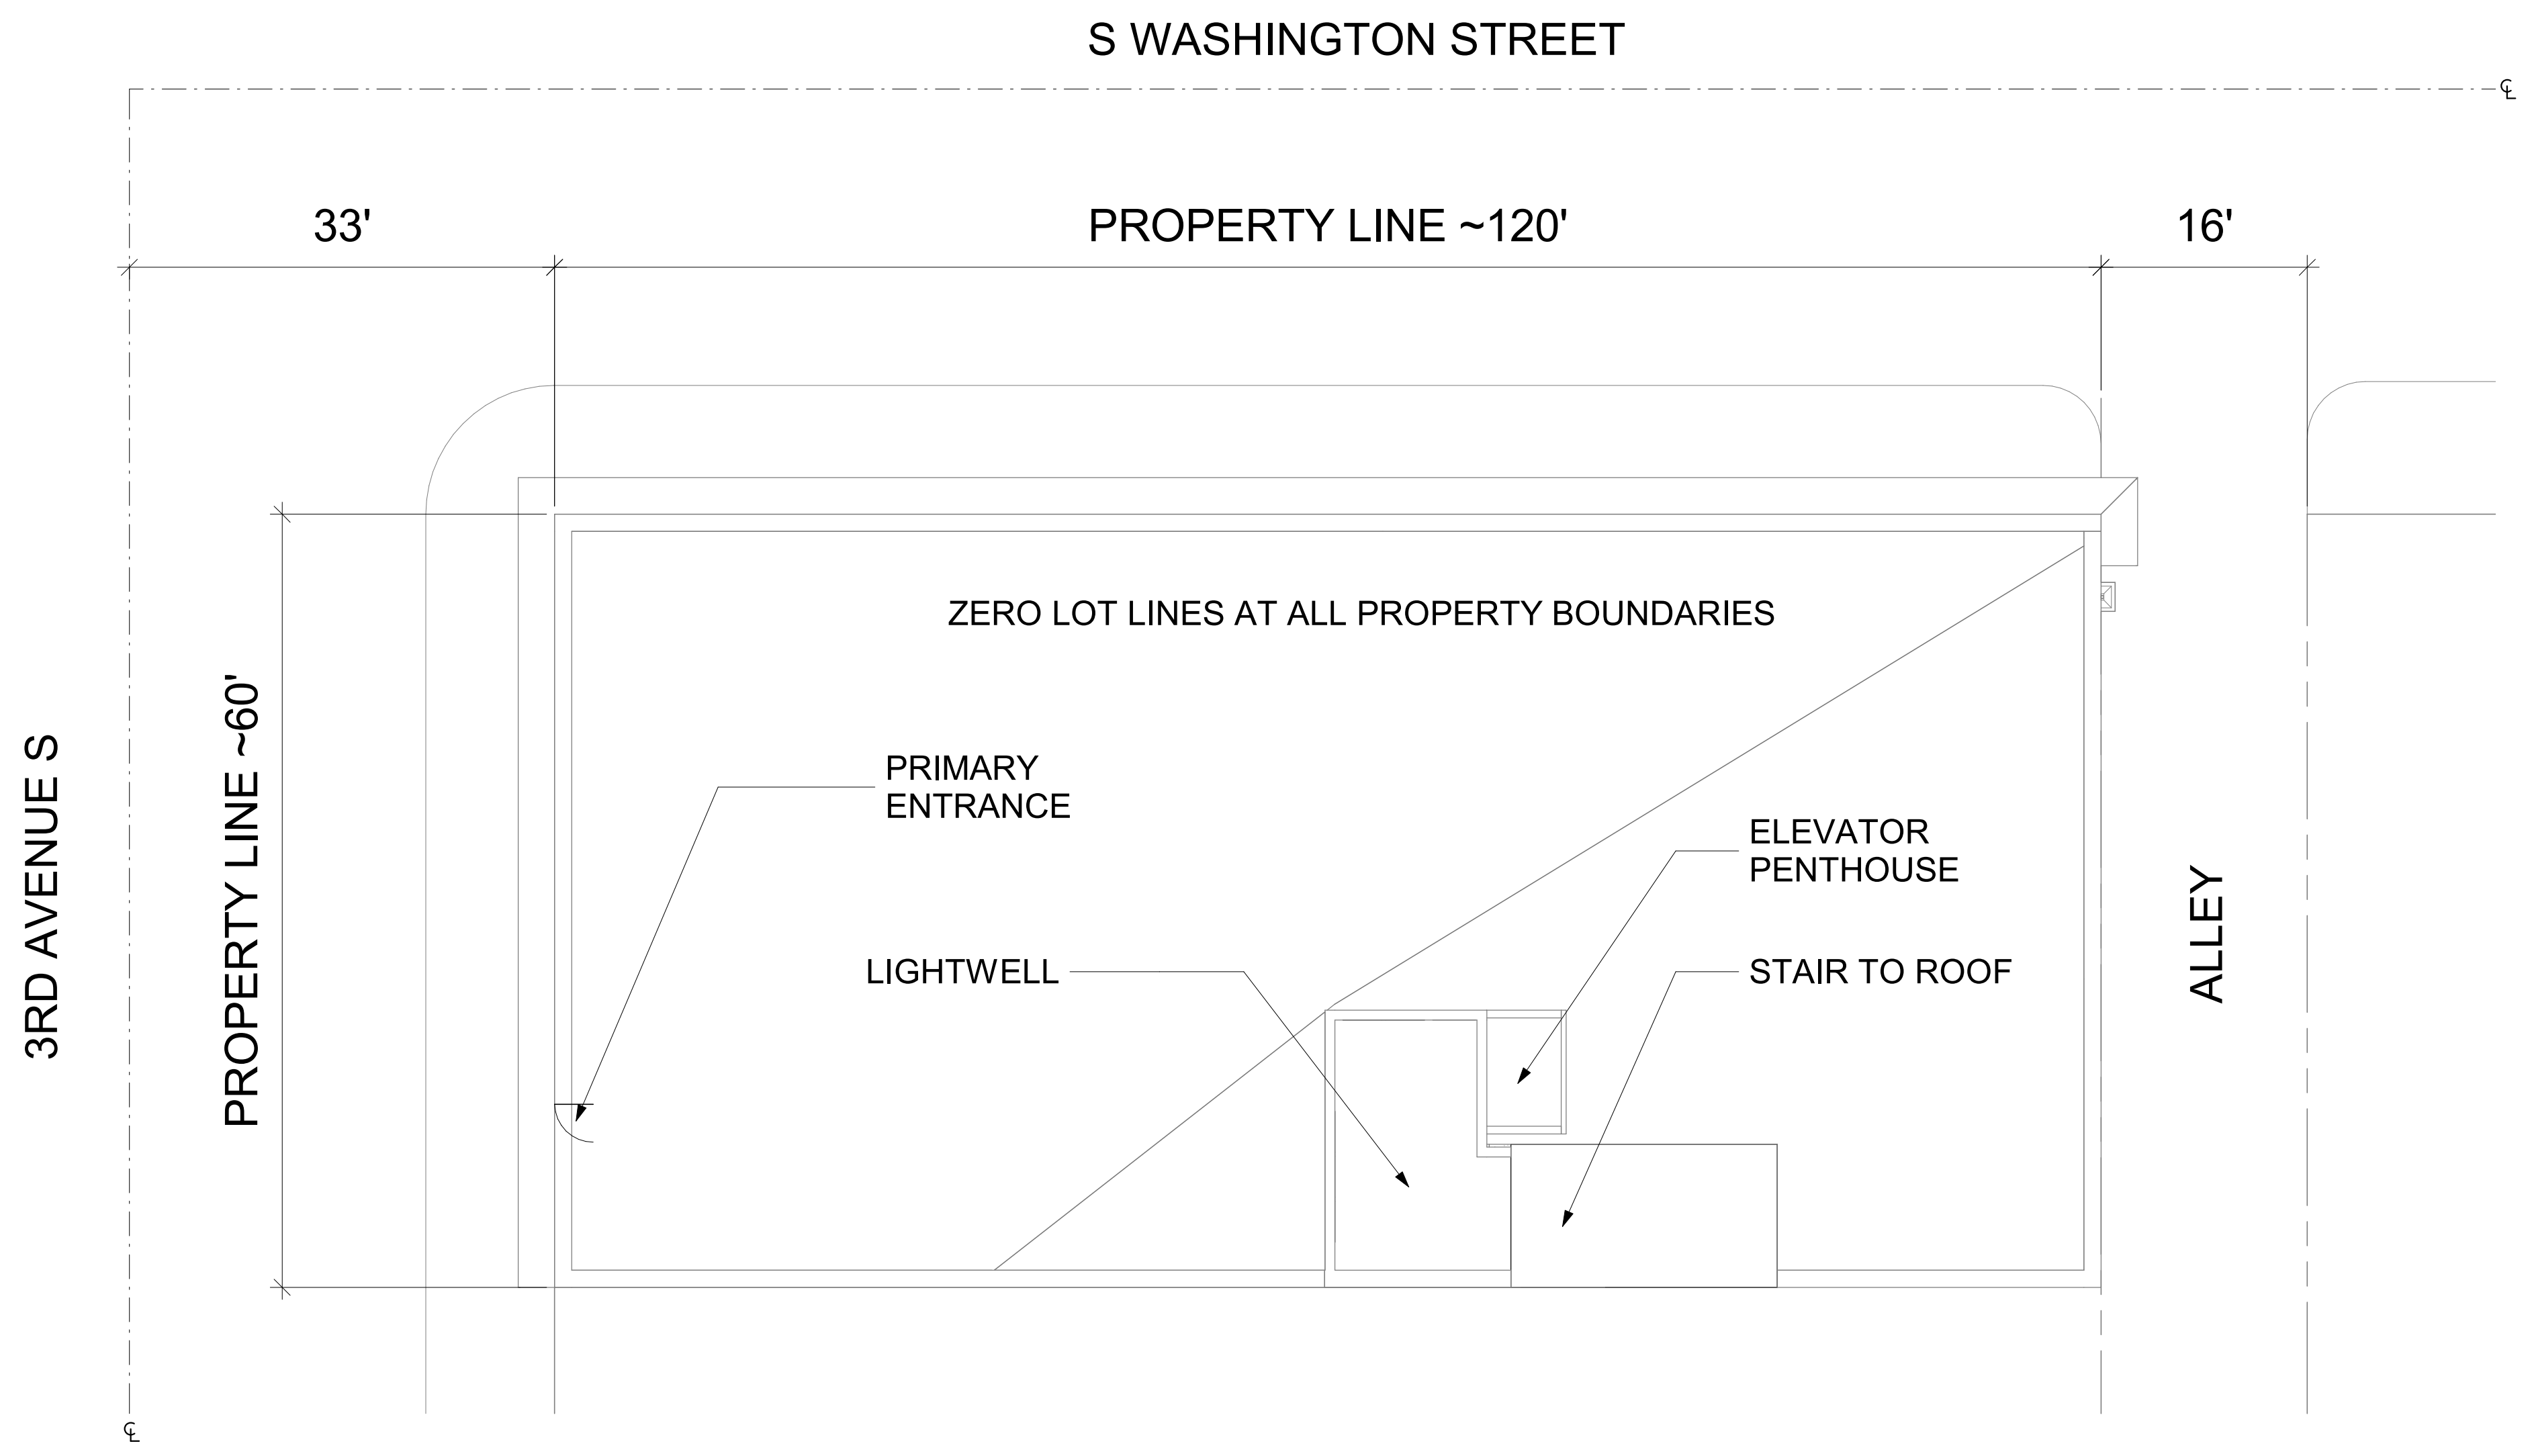 S WASHINGTON STREET
℄
33'
PROPERTY LINE ~120'
16'
ZERO LOT LINES AT ALL PROPERTY BOUNDARIES
3RD AVENUE S
PROPERTY LINE ~60'
PRIMARY
ENTRANCE
ELEVATOR
PENTHOUSE
LIGHTWELL
STAIR TO ROOF
ALLEY
℄